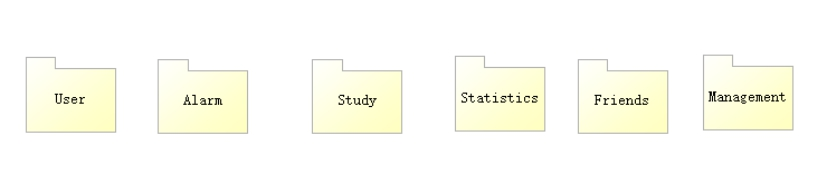 User
Alarm
Study
Statistics
Friends
Management